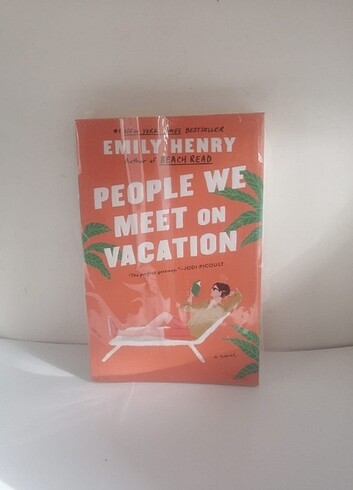 #1 NEW YORK TIMES BESTSELLER
EMILY HENRY
Author of BEACH READ
PEOPLE WE
MEET ON
VACATION
"The perfect getaway."—JODI PICOULT
a novel